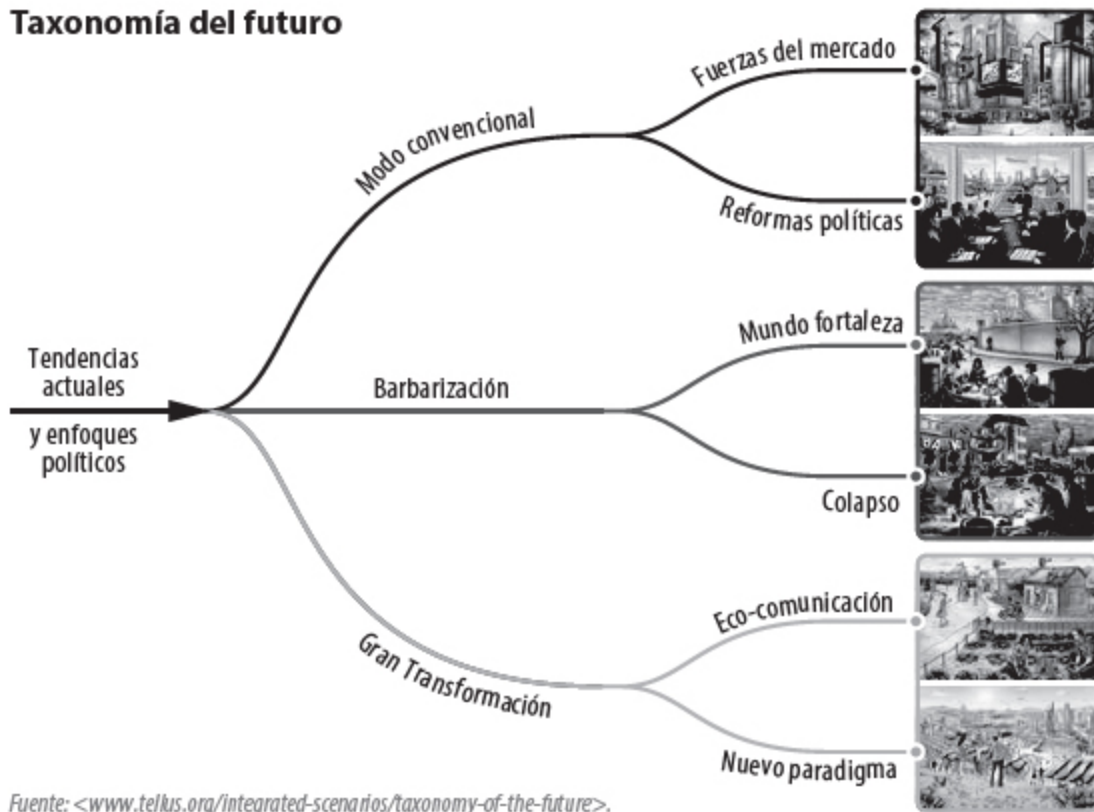 Taxonomía del futuro
Fuerzas del mercado
Modo convencional
Reformas políticas
Mundo fortaleza
Tendencias
actuales
Barbarización
y enfoques
políticos
Colapso
Eco-comunicación
Gran Transformación
Nuevo paradigma
Fuente: <www.tellus.org/integrated-scenarios/taxonomy-of-the-future>.